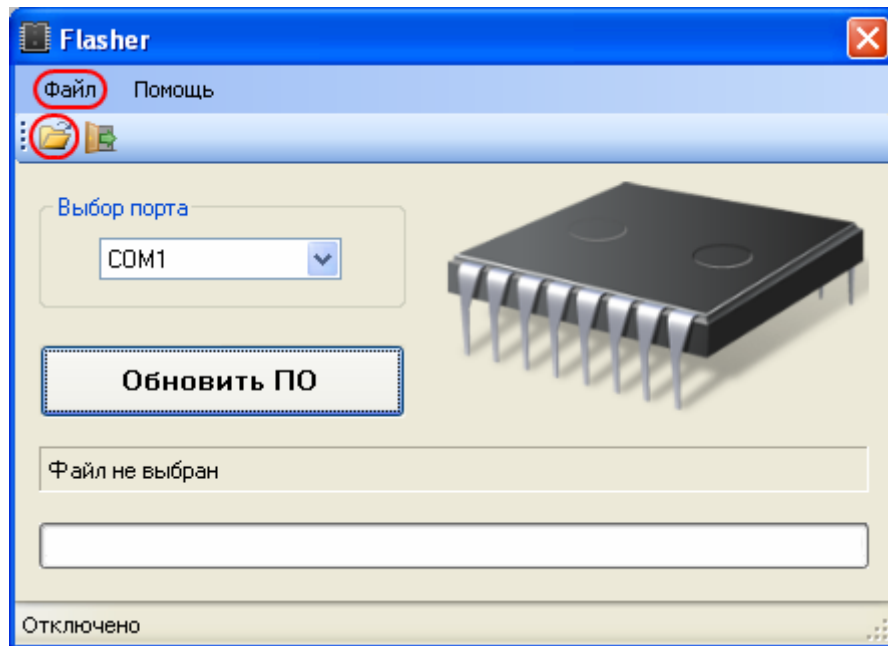 Flasher
Файл Помощь
Выбор порта
COM1
Обновить ПО
Файл не выбран
Отключено